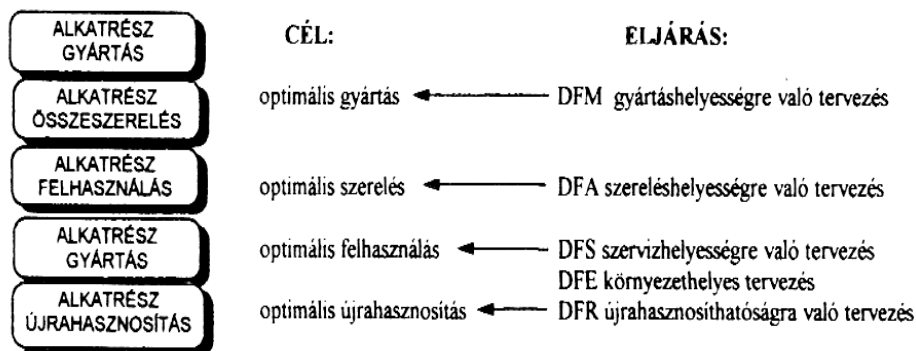 ALKATRÉSZ
GYÁRTÁS
CÉL:
ELJÁRÁS:
ALKATRÉSZ
ÖSSZESZERELÉS
optimális gyártás
DFM gyártáshelyességre való tervezés
ALKATRÉSZ
FELHASZNÁLÁS
optimális szerelés
DFA szereléshelyességre való tervezés
ALKATRÉSZ
GYÁRTÁS
optimális felhasználás
DFS szervizhelyességre való tervezés
DFE környezethelyes tervezés
ALKATRÉSZ
ÚJRAHASZNOSÍTÁS
optimális újrahasznosítás
DFR újrahasznosíthatóságra való tervezés